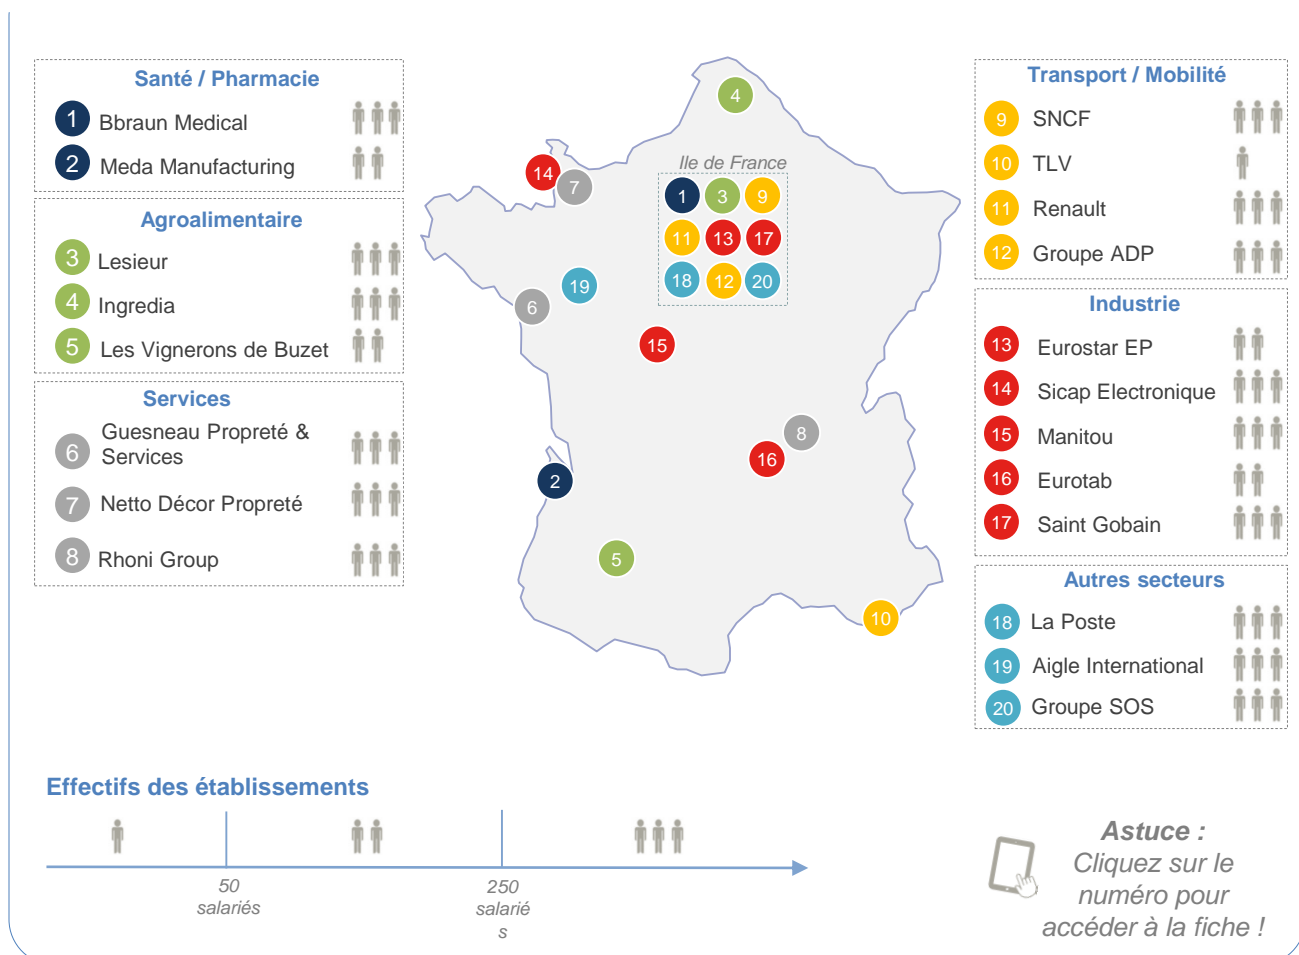 Santé / Pharmacie
1 Bbraun Medical
2 Meda Manufacturing
Agroalimentaire
3 Lesieur
4 Ingredia
5 Les Vignerons de Buzet
Services
6 Guesneau Propreté &
Services
7 Netto Décor Propreté
8 Rhoni Group
4
Ile de France
14
7
1 3 9
11 13 17
18 12 20
19
6
15
8
16
2
5
10
Transport / Mobilité
9 SNCF
10 TLV
11 Renault
12 Groupe ADP
Industrie
13 Eurostar EP
14 Sicap Electronique
15 Manitou
16 Eurotab
17 Saint Gobain
Autres secteurs
18 La Poste
19 Aigle International
20 Groupe SOS
Effectifs des établissements
50
salariés
250
salarié
s
Astuce :
Cliquez sur le
numéro pour
accéder à la fiche !